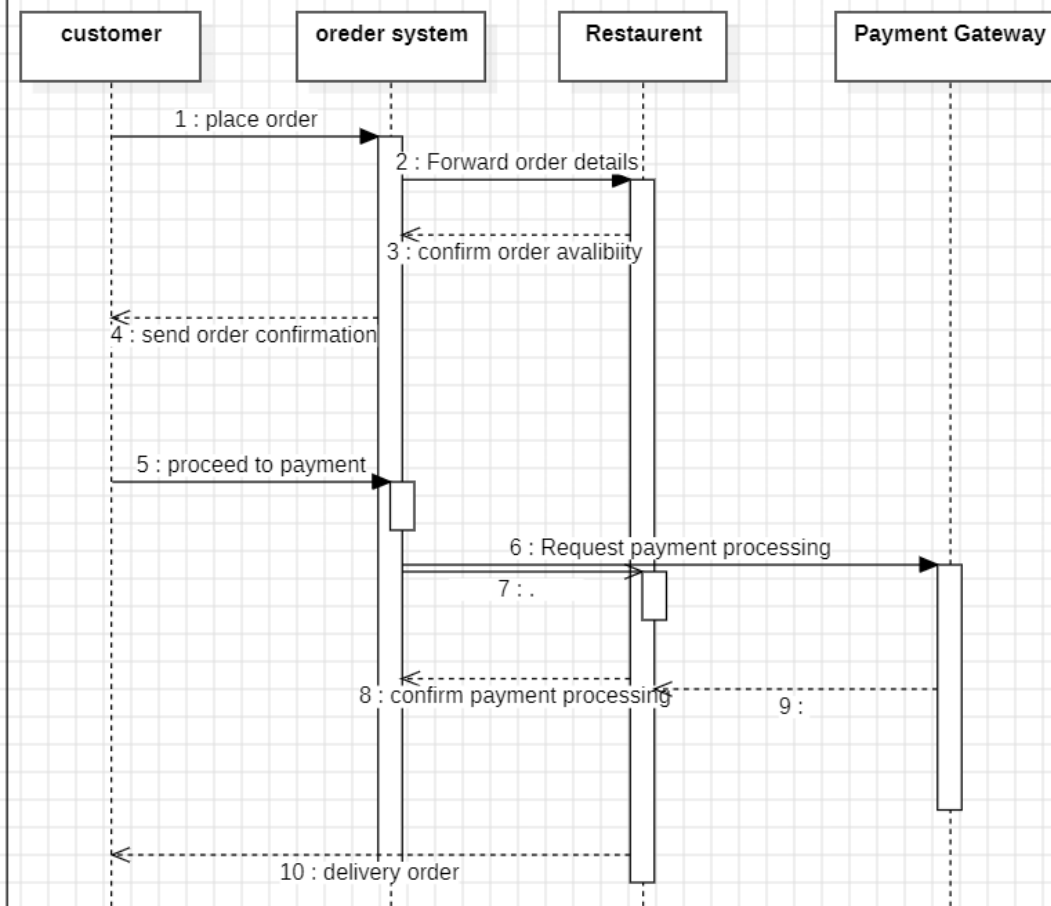 customer
oreder system
Restaurent
Payment Gateway
1 : place order
2 : Forward order details
3 : confirm order avalibiity
4 : send order confirmation
5 : proceed to payment
6 : Request payment processing
7 : .
8 : confirm payment processing
9 :
10 : delivery order